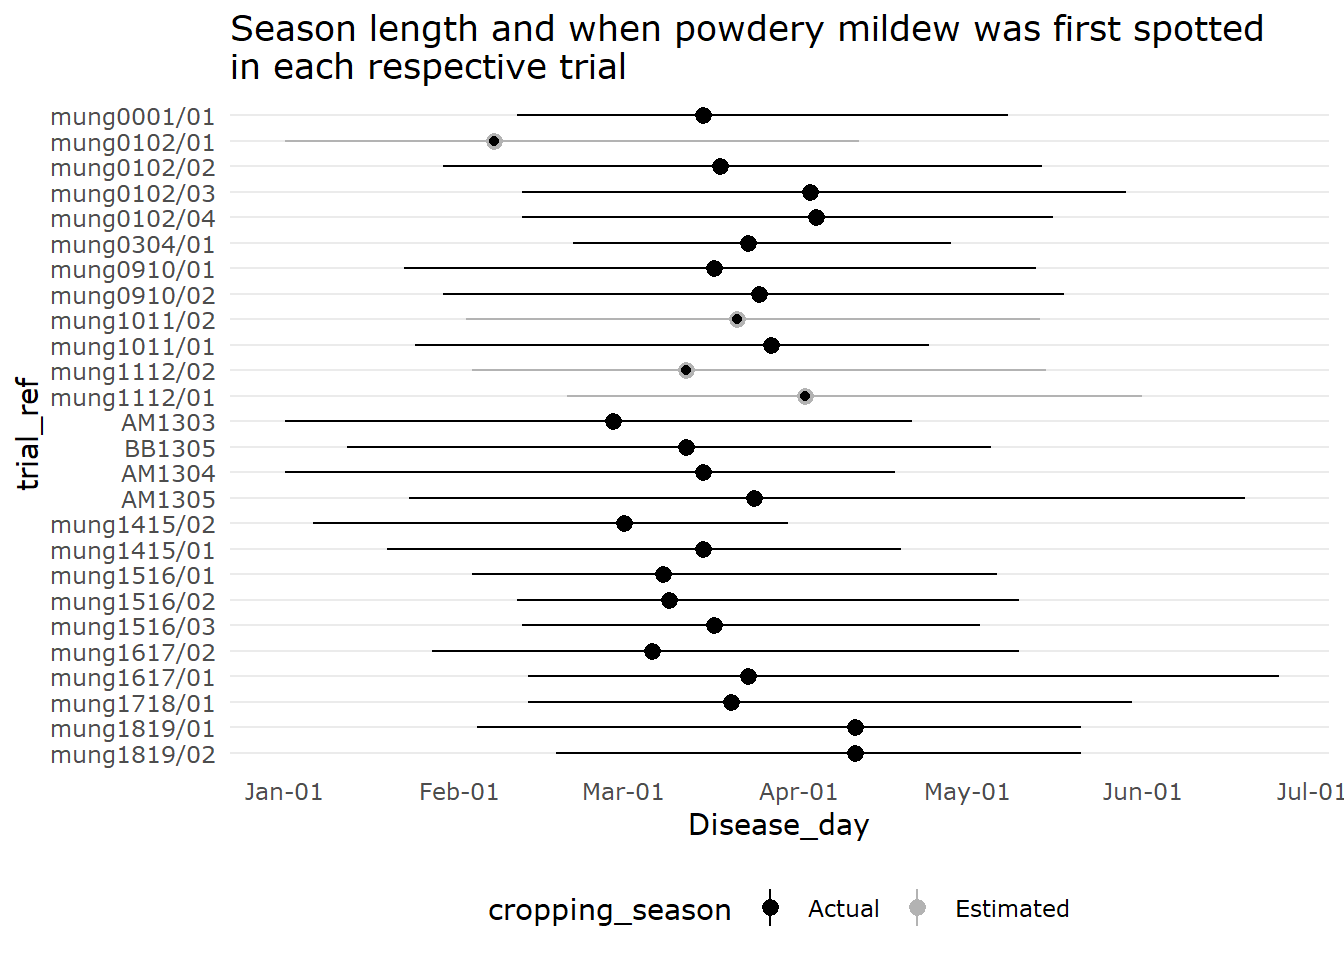 Season length and when powdery mildew was first spotted
in each respective trial
mung0001/01
mung0102/01
mung0102/02
mung0102/03
mung0102/04
mung0304/01
mung0910/01
mung0910/02
mung1011/02
mung1011/01
mung1112/02
mung1112/01
AM1303
BB1305
AM1304
AM1305
mung1415/02
mung1415/01
mung1516/01
mung1516/02
mung1516/03
mung1617/02
mung1617/01
mung1718/01
mung1819/01
mung1819/02
trial_ref
Jan-01 Feb-01 Mar-01 Apr-01 May-01 Jun-01 Jul-01
Disease_day
cropping_season Actual Estimated